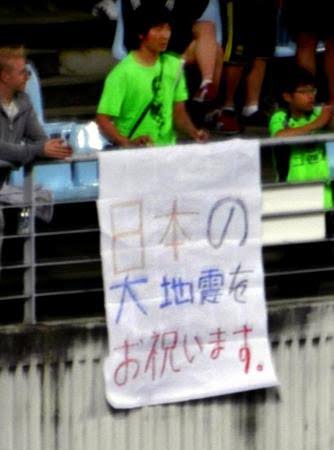 日本の
大地震を
お祝います。